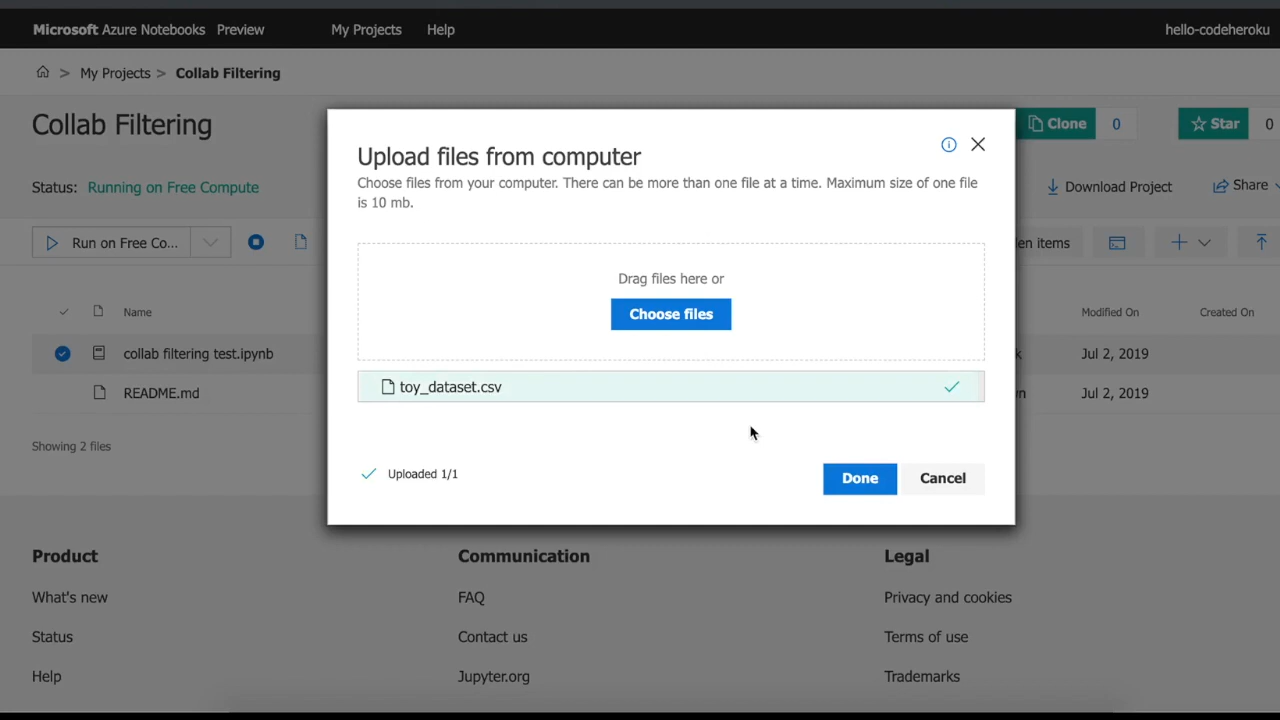 Microsoft Azure Notebooks Preview My Projects Help hello-codeheroku
> My Projects > Collab Filtering
Collab Filtering
Clone 0 Star 0
Status: Running on Free Compute
Download Project Share
Run on Free Co...
en items
Name Modified On Created On
collab filtering test.ipynb k Jul 2, 2019
README.md n Jul 2, 2019
Showing 2 files
Upload files from computer
Choose files from your computer. There can be more than one file at a time. Maximum size of one file
is 10 mb.
Drag files here or
Choose files
toy_dataset.csv
Uploaded 1/1
Done Cancel
Product Communication Legal
What's new FAQ Privacy and cookies
Status Contact us Terms of use
Help Jupyter.org Trademarks